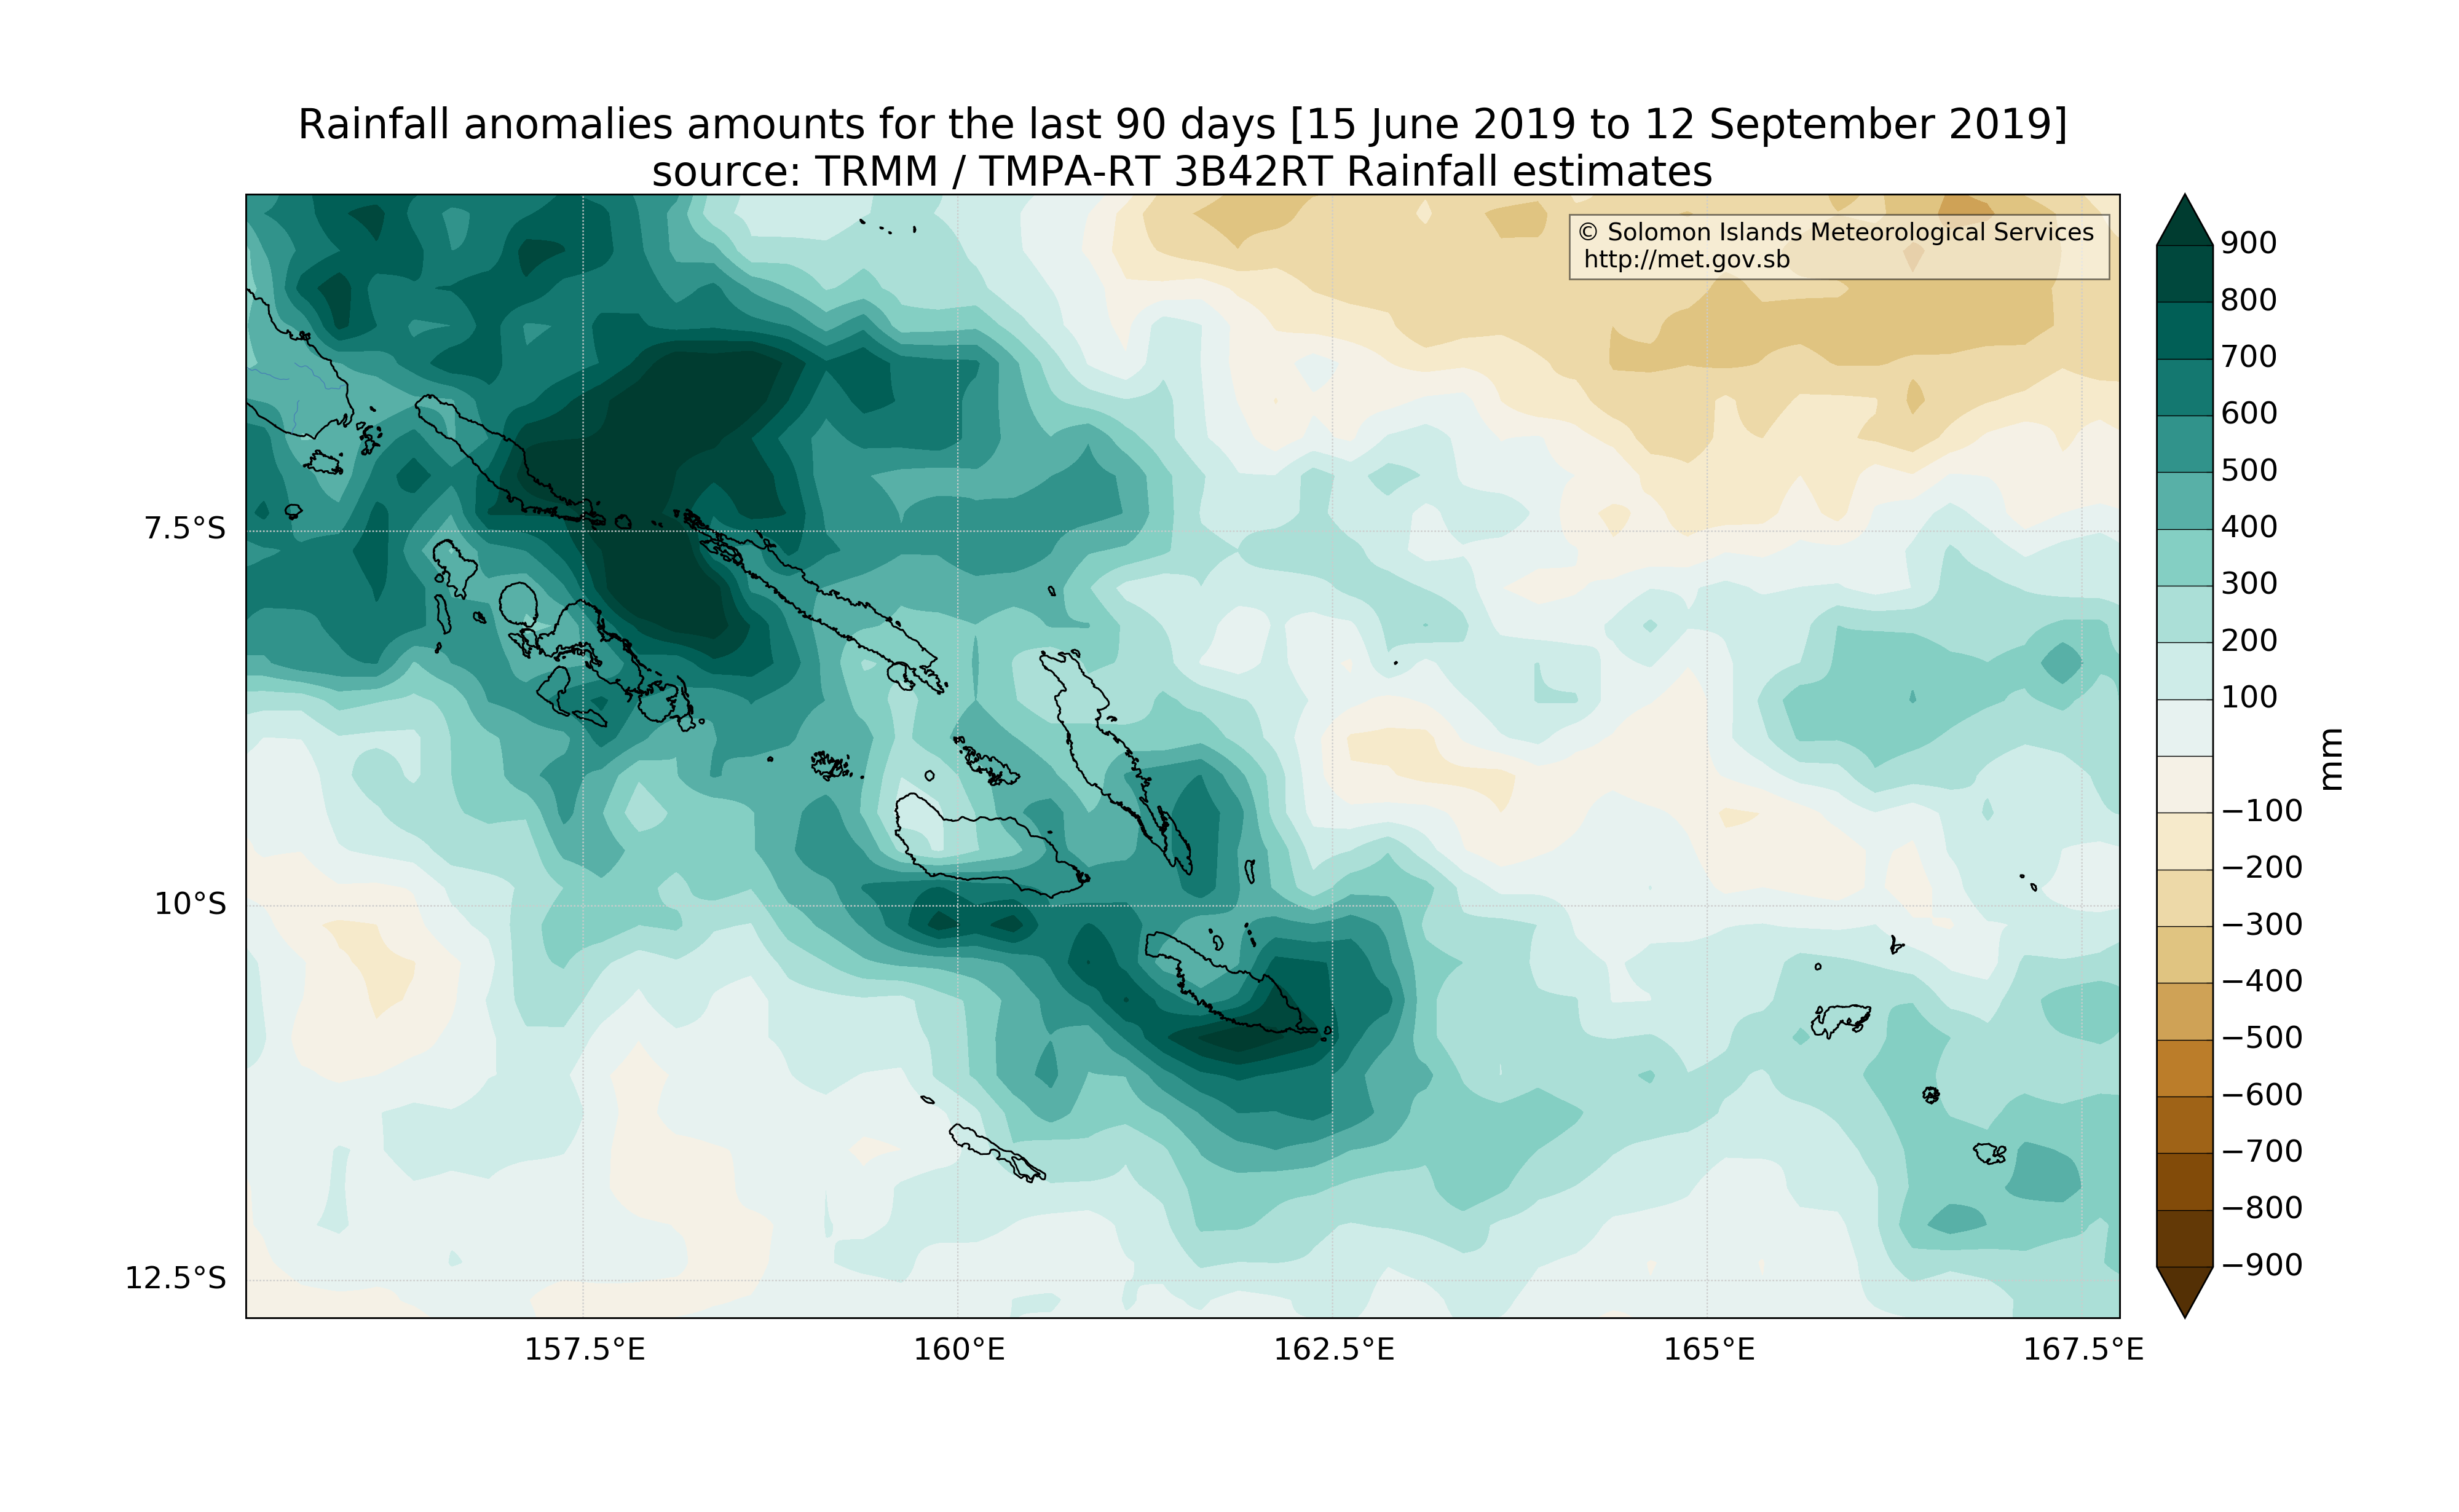 Rainfall anomalies amounts for the last 90 days [15 June 2019 to 12 September 2019]
source: TRMM / TMPA-RT 3B42RT Rainfall estimates
© Solomon Islands Meteorological Services
http://met.gov.sb
7.5°S
10°S
12.5°S
157.5°E
160°E
162.5°E
165°E
167.5°E
900
800
700
600
500
400
300
200
100
−100
−200
−300
−400
−500
−600
−700
−800
−900
mm